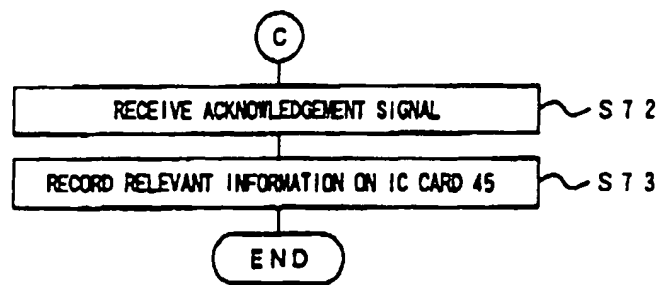 C
RECEIVE ACKNOWLEDGEMENT SIGNAL S72
RECORD RELEVANT INFORMATION ON IC CARD 45 S73
END